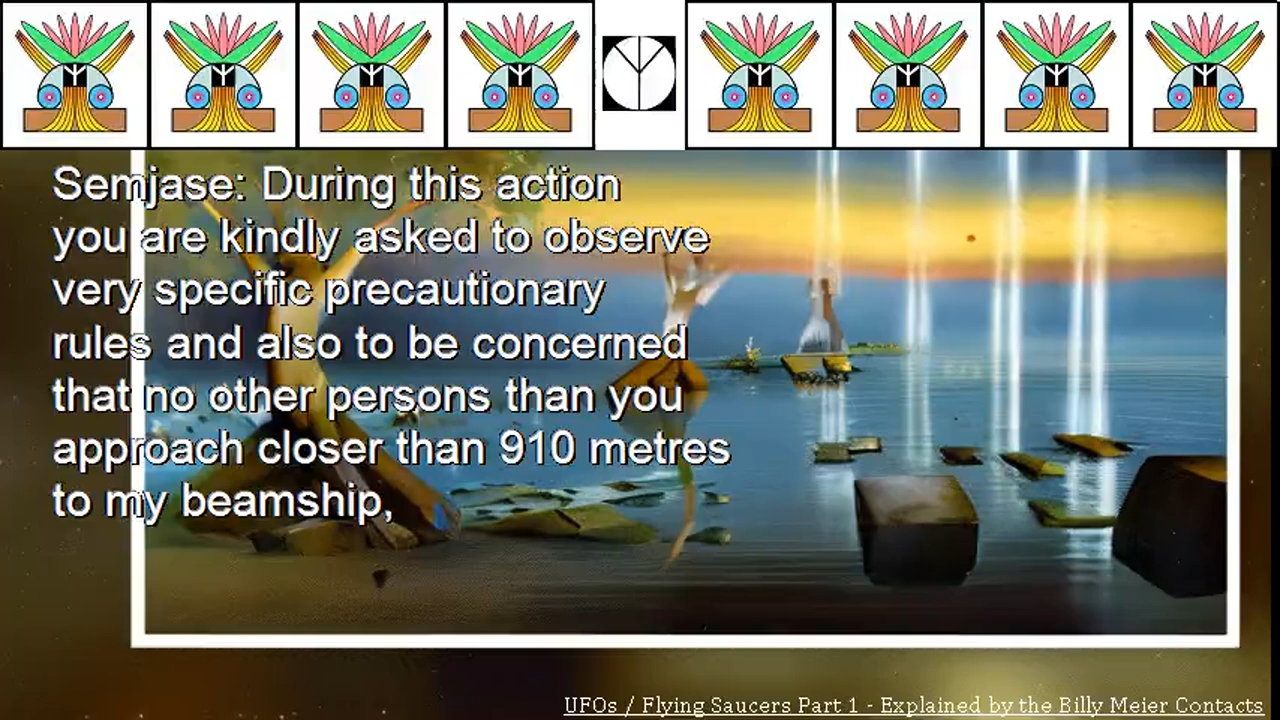 Semjase: During this action
you are kindly asked to observe
very specific precautionary
rules and also to be concerned
that no other persons than you
approach closer than 910 metres
to my beamship,
UFOs / Flying Saucers Part 1 - Explained by the Billy Meier Contacts